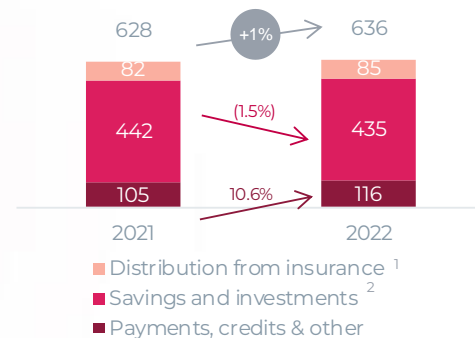 628 +1% 636
82 85
442 (1.5%) 435
105 10.6% 116
2021 2022
Distribution from insurance 1
Savings and investments 2
Payments, credits & other